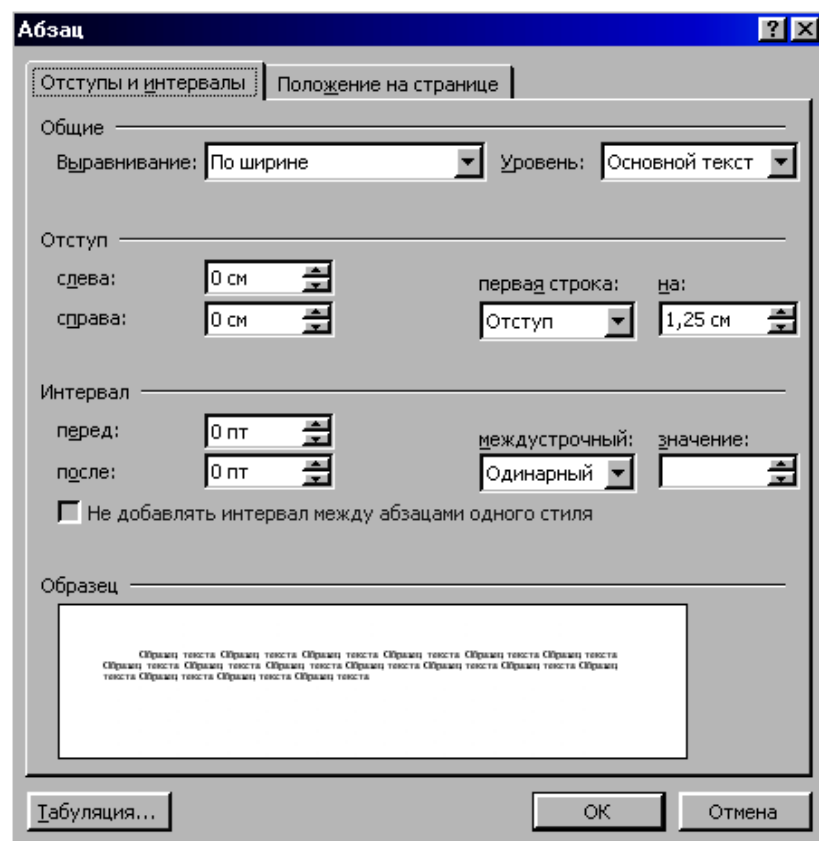 Абзац
Отступы и интервалы Положение на странице
Общие
Выравнивание: По ширине Уровень: Основной текст
Отступ
слева: 0 см первая строка: на:
справа: 0 см Отступ 1,25 см
Интервал
перед: 0 пт междустрочный: значение:
после: 0 пт Одинарный
Не добавлять интервал между абзацами одного стиля
Образец
Образец текста Образец текста Образец текста Образец текста Образец текста Образец текста
Образец текста Образец текста Образец текста Образец текста Образец текста Образец текста Образец
текста Образец текста Образец текста Образец текста
Табуляция... ОК Отмена